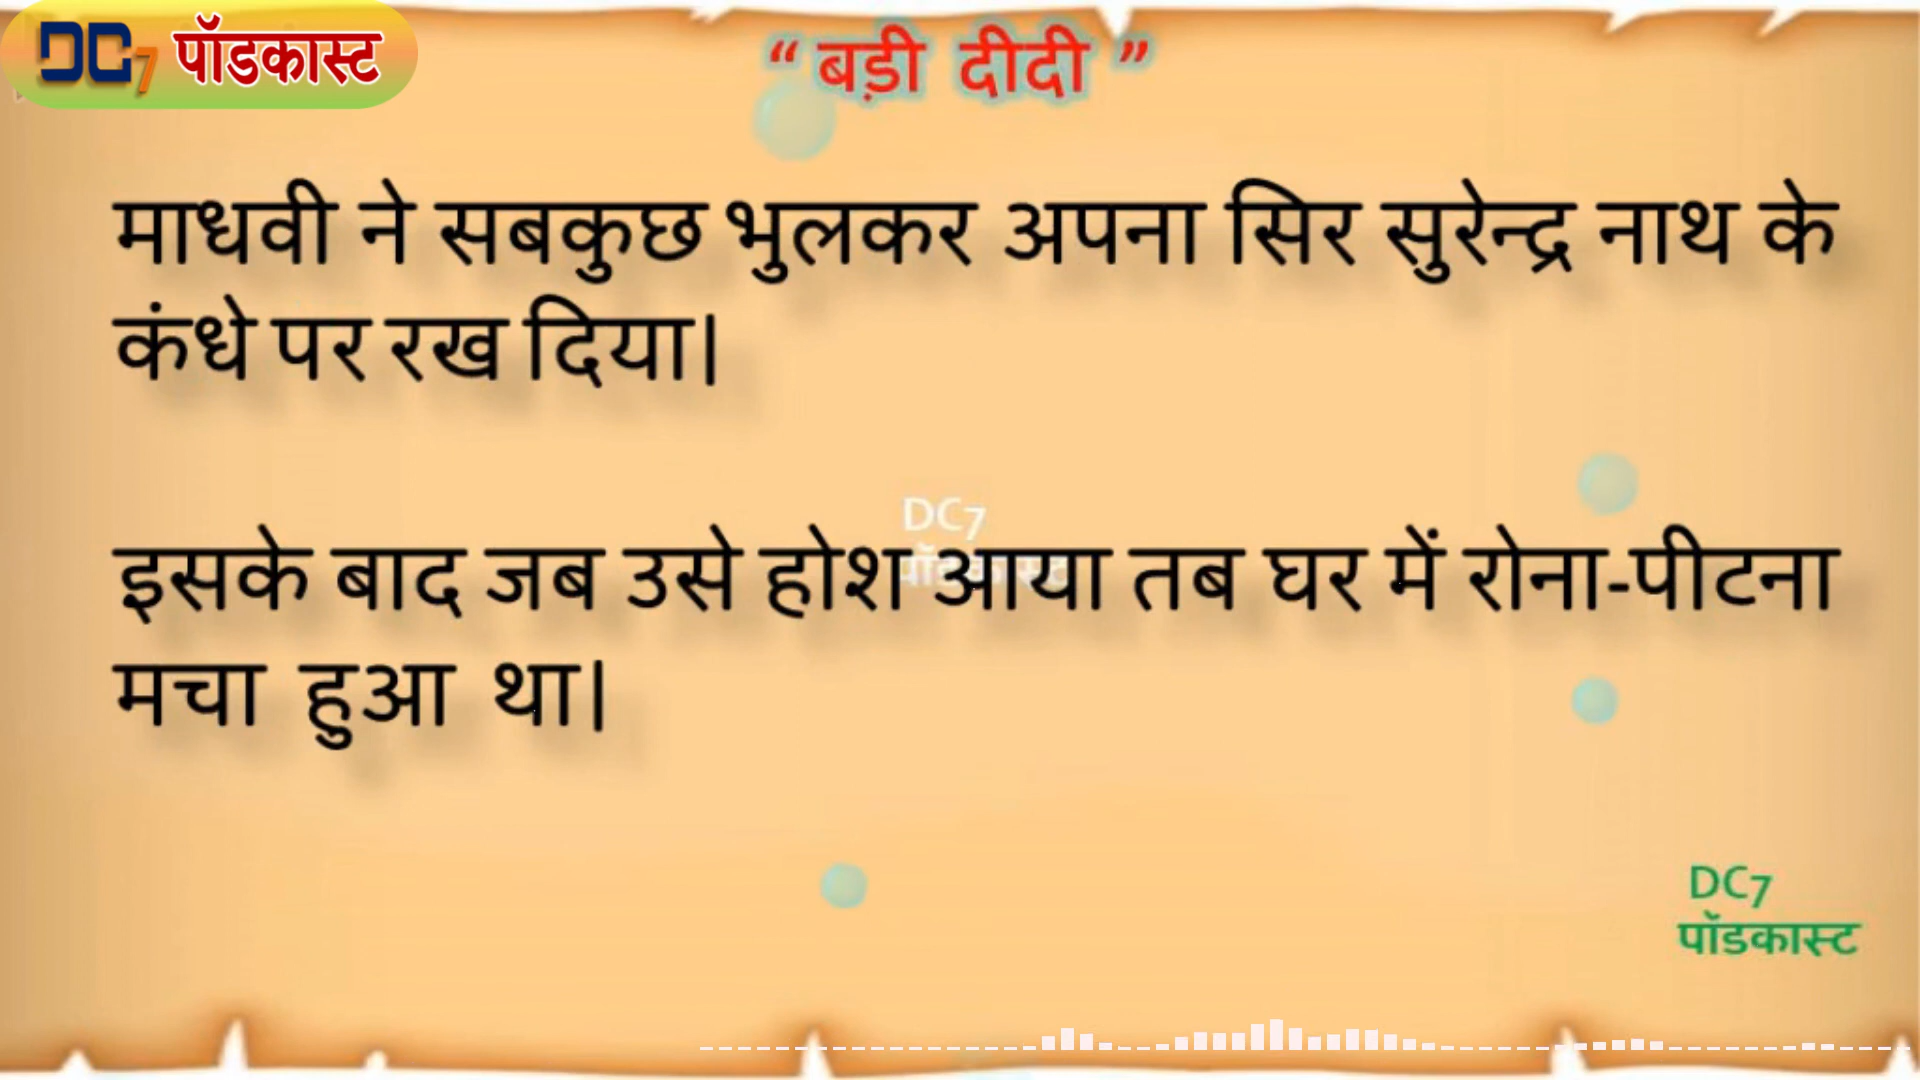 DC7 पॉडकास्ट
“ बड़ी दीदी ”
माधवी ने सबकुछ भुलकर अपना सिर सुरेन्द्र नाथ के
कंधे पर रख दिया।
DC7
पॉडकास्ट
इसके बाद जब उसे होश आया तब घर में रोना-पीटना
मचा हुआ था।
DC7
पॉडकास्ट